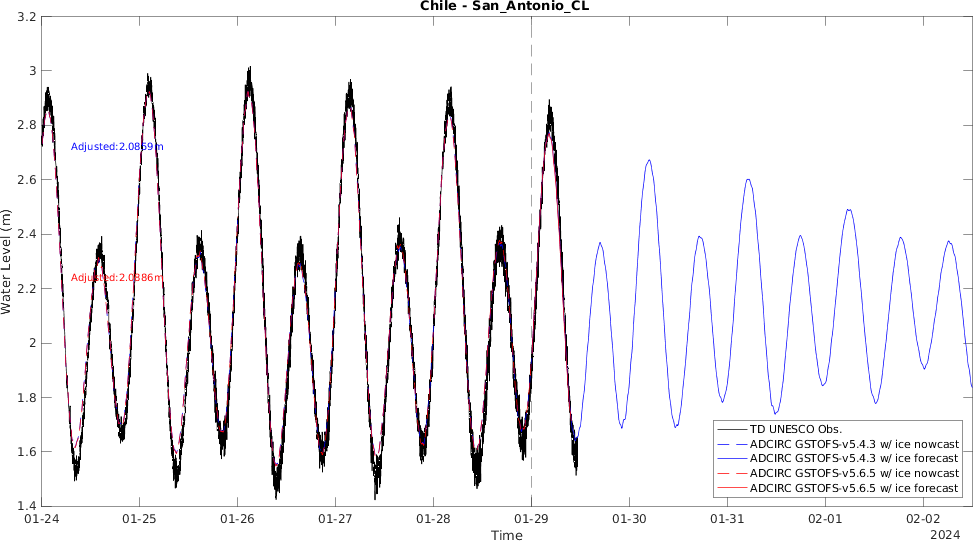 Chile - San_Antonio_CL
3.2
3
2.8
2.6
2.4
2.2
2
1.8
1.6
1.4
Water Level (m)
Adjusted:2.0869m
Adjusted:2.0386m
TD UNESCO Obs.
ADCIRC GSTOFS-v5.4.3 w/ ice nowcast
ADCIRC GSTOFS-v5.4.3 w/ ice forecast
ADCIRC GSTOFS-v5.6.5 w/ ice nowcast
ADCIRC GSTOFS-v5.6.5 w/ ice forecast
01-24 01-25 01-26 01-27 01-28 01-29 01-30 01-31 02-01 02-02
Time
2024